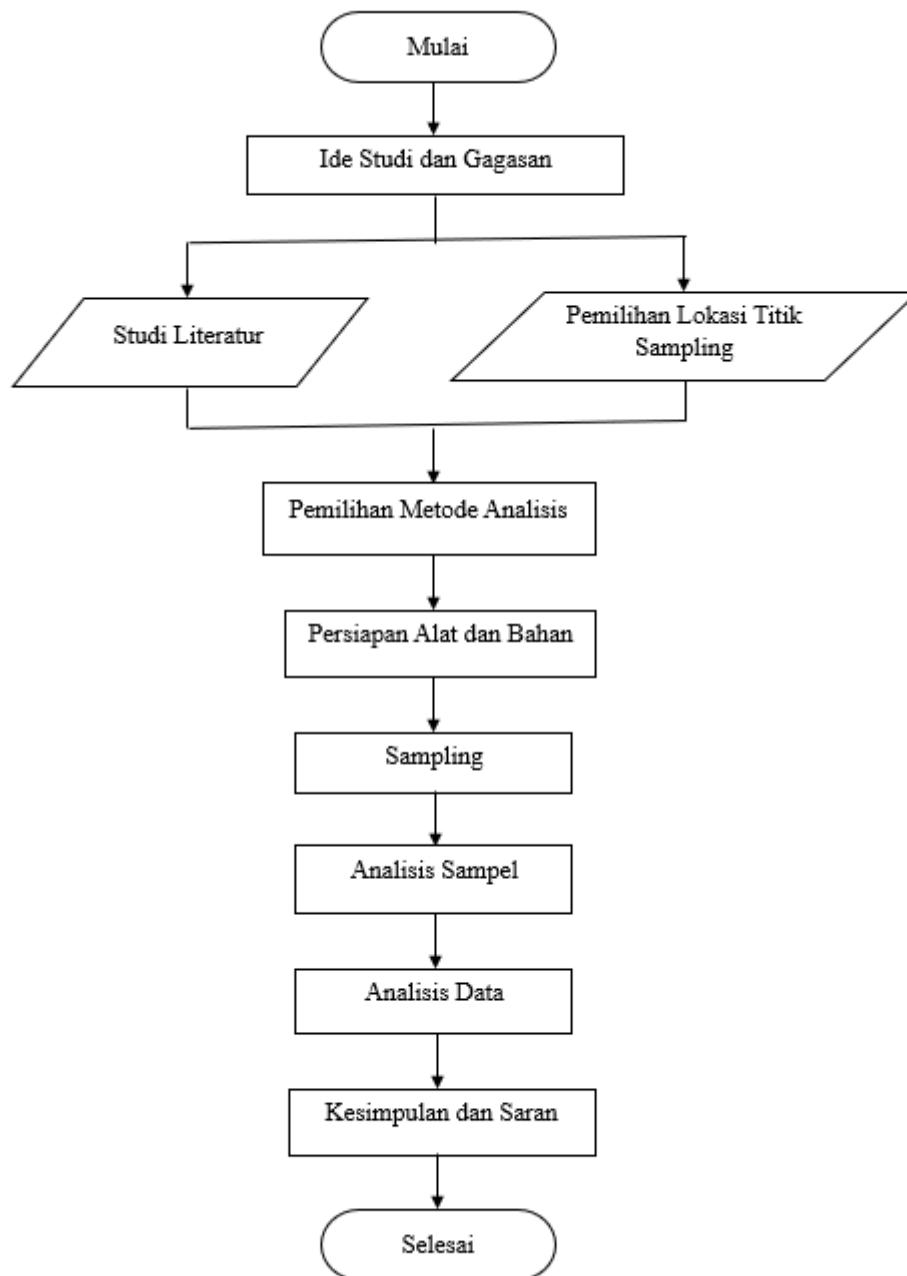 Mulai
Ide Studi dan Gagasan
Studi Literatur
Pemilihan Lokasi Titik
Sampling
Pemilihan Metode Analisis
Persiapan Alat dan Bahan
Sampling
Analisis Sampel
Analisis Data
Kesimpulan dan Saran
Selesai